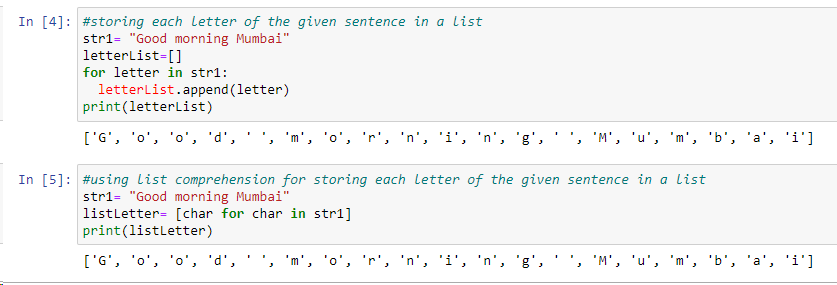 In [4]: #storing each letter of the given sentence in a list
str1= "Good morning Mumbai"
letterList=[]
for letter in str1:
  letterList.append(letter)
print(letterList)
['G', 'o', 'o', 'd', ' ', 'm', 'o', 'r', 'n', 'i', 'n', 'g', ' ', 'M', 'u', 'm', 'b', 'a', 'i']
In [5]: #using list comprehension for storing each letter of the given sentence in a list
str1= "Good morning Mumbai"
listLetter= [char for char in str1]
print(listLetter)
['G', 'o', 'o', 'd', ' ', 'm', 'o', 'r', 'n', 'i', 'n', 'g', ' ', 'M', 'u', 'm', 'b', 'a', 'i']